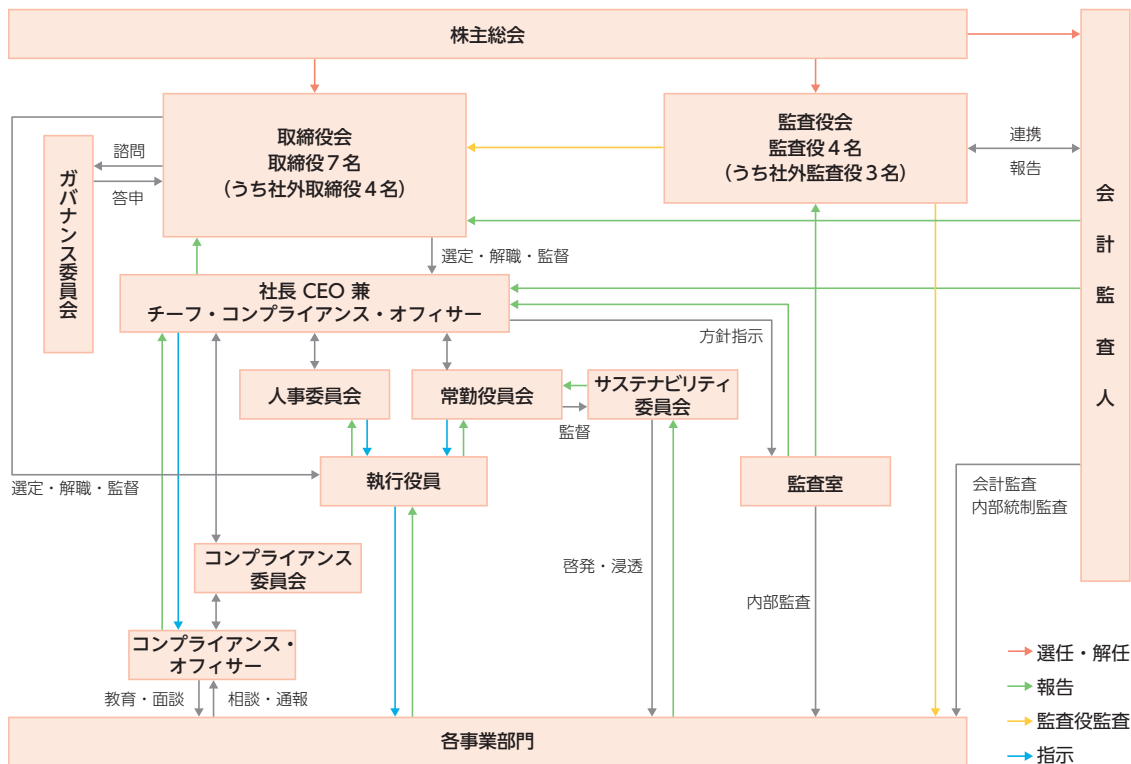 株主総会
取締役会
取締役7名
（うち社外取締役4名）
監査役会
監査役4名
（うち社外監査役3名）
連携
報告
会計監査人
諮問
答申
ガバナンス委員会
選定・解職・監督
社長 CEO 兼
チーフ・コンプライアンス・オフィサー
方針指示
人事委員会
常勤役員会
サステナビリティ
委員会
監督
執行役員
監査室
選定・解職・監督
会計監査
内部統制監査
コンプライアンス
委員会
啓発・浸透
内部監査
コンプライアンス・
オフィサー
教育・面談
相談・通報
各事業部門
選任・解任
報告
監査役監査
指示